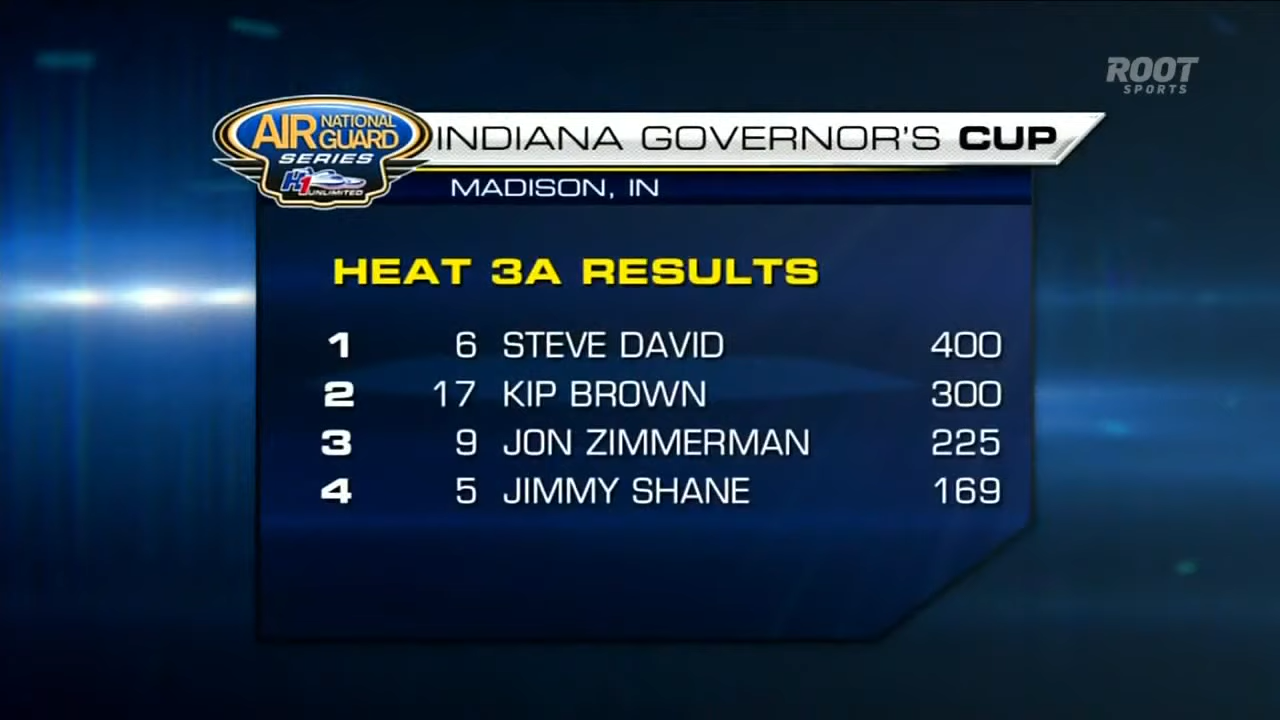 ROOT
SPORTS
AIR NATIONAL GUARD
SERIES
H1 UNLIMITED
INDIANA GOVERNOR'S CUP
MADISON, IN
HEAT 3A RESULTS
1 6 STEVE DAVID 400
2 17 KIP BROWN 300
3 9 JON ZIMMERMAN 225
4 5 JIMMY SHANE 169